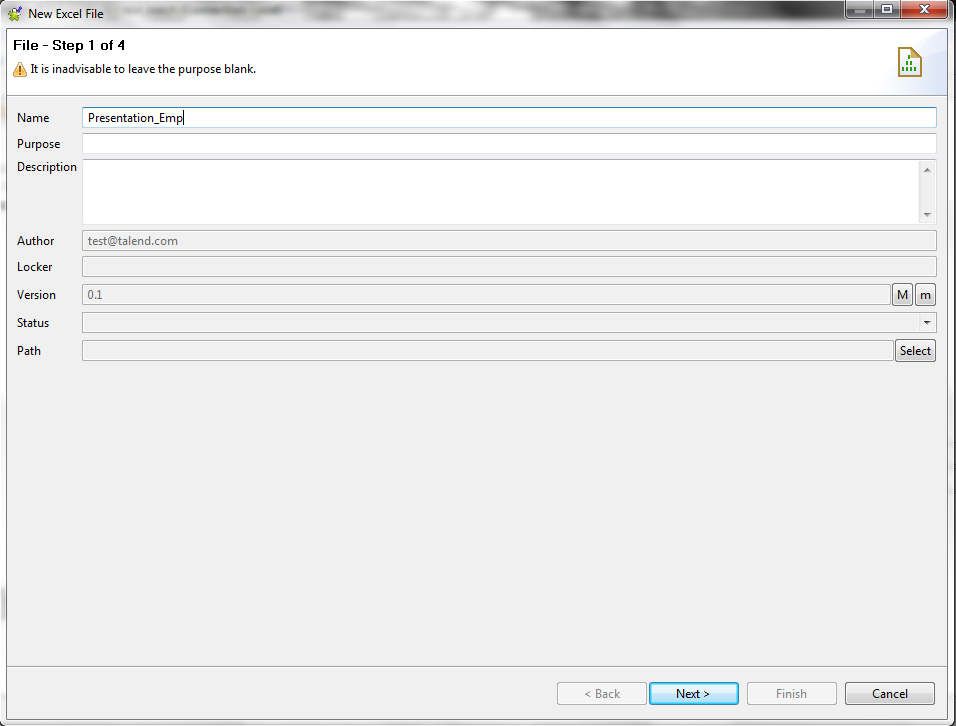 New Excel File
File - Step 1 of 4
It is inadvisable to leave the purpose blank.
Name Presentation_Emp
Purpose
Description
Author test@talend.com
Locker
Version 0.1 M m
Status
Path Select
< Back Next > Finish Cancel